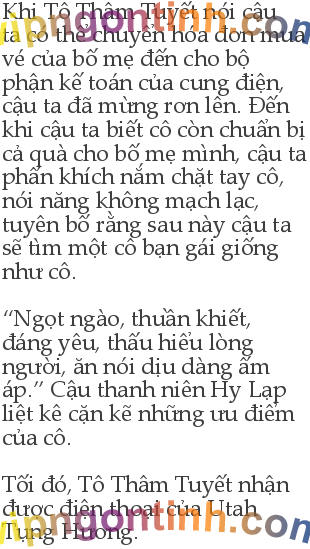 Khi Tô Thâm Tuyết nói cậu
ta có thể chuyển hóa đơn mua
vé của bố mẹ đến cho bộ
phận kế toán của cung điện,
cậu ta đã mừng rơn lên. Đến
khi cậu ta biết cô còn chuẩn bị
cả quà cho bố mẹ mình, cậu ta
phấn khích nắm chặt tay cô,
nói năng không mạch lạc,
tuyên bố rằng sau này cậu ta
sẽ tìm một cô bạn gái giống
như cô.
“Ngọt ngào, thuần khiết,
đáng yêu, thấu hiểu lòng
người, ăn nói dịu dàng ấm
áp.” Cậu thanh niên Hy Lạp
liệt kê cặn kẽ những ưu điểm
của cô.
Tối đó, Tô Thâm Tuyết nhận
được điện thoại của Utah
Tụng Hương.
vipngontinh.com
vipngontinh.com